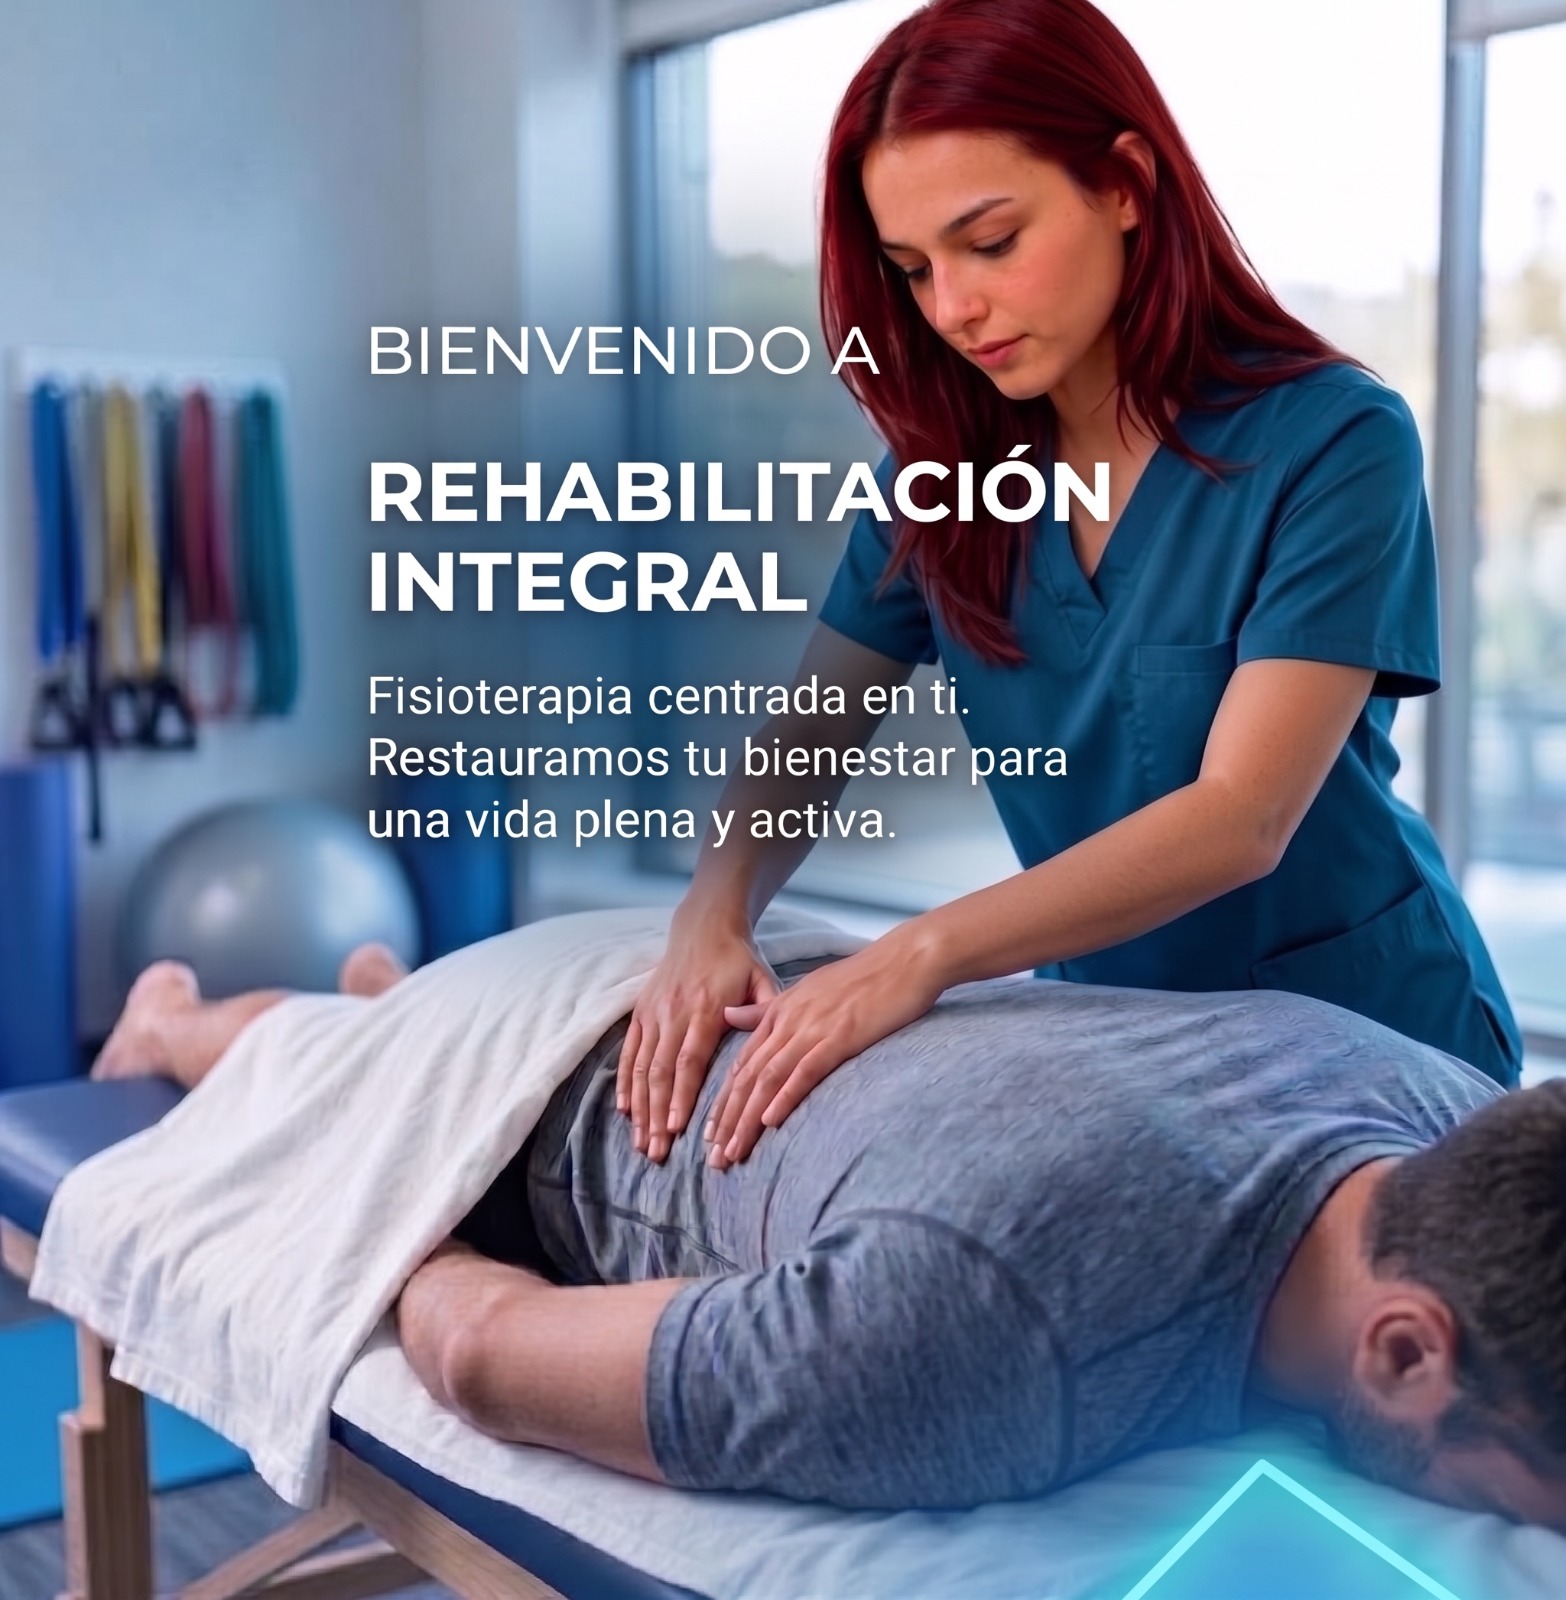 BIENVENIDO A
REHABILITACIÓN
INTEGRAL
Fisioterapia centrada en ti.
Restauramos tu bienestar para
una vida plena y activa.